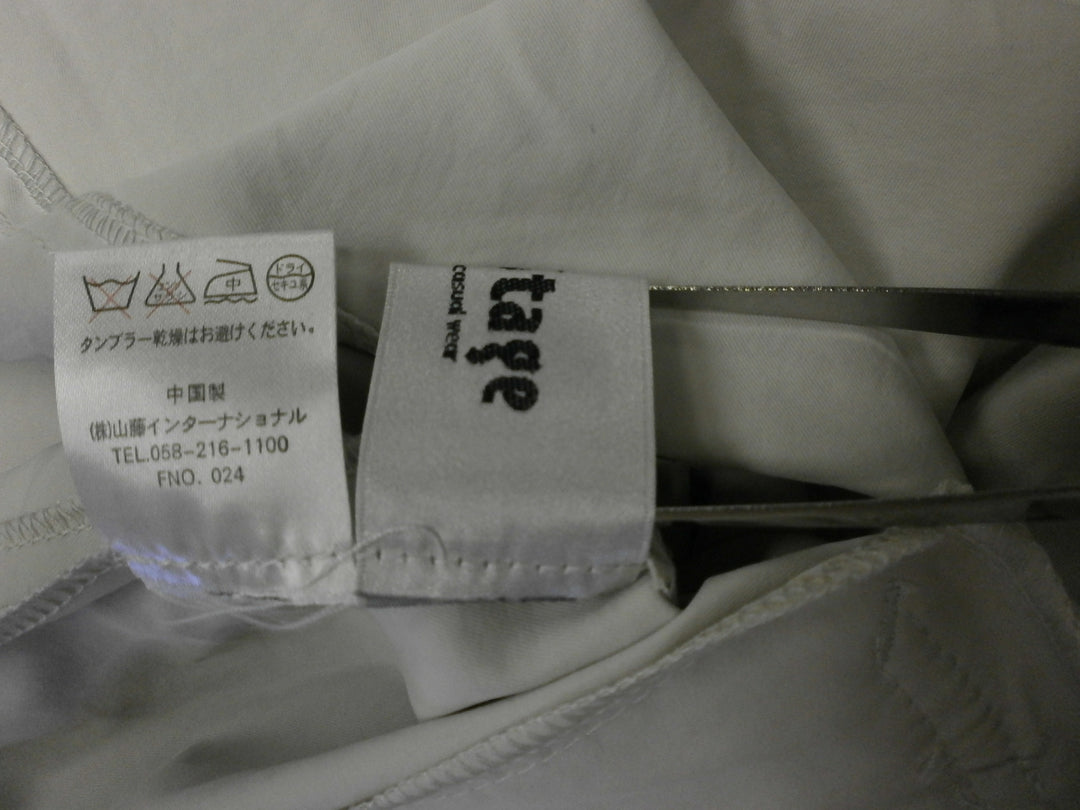 中
ドライ
セキユ系
タンブラー乾燥はお避けください。
中国製
(株)山藤インターナショナル
TEL.058-216-1100
FNO. 024
tage
casual wear